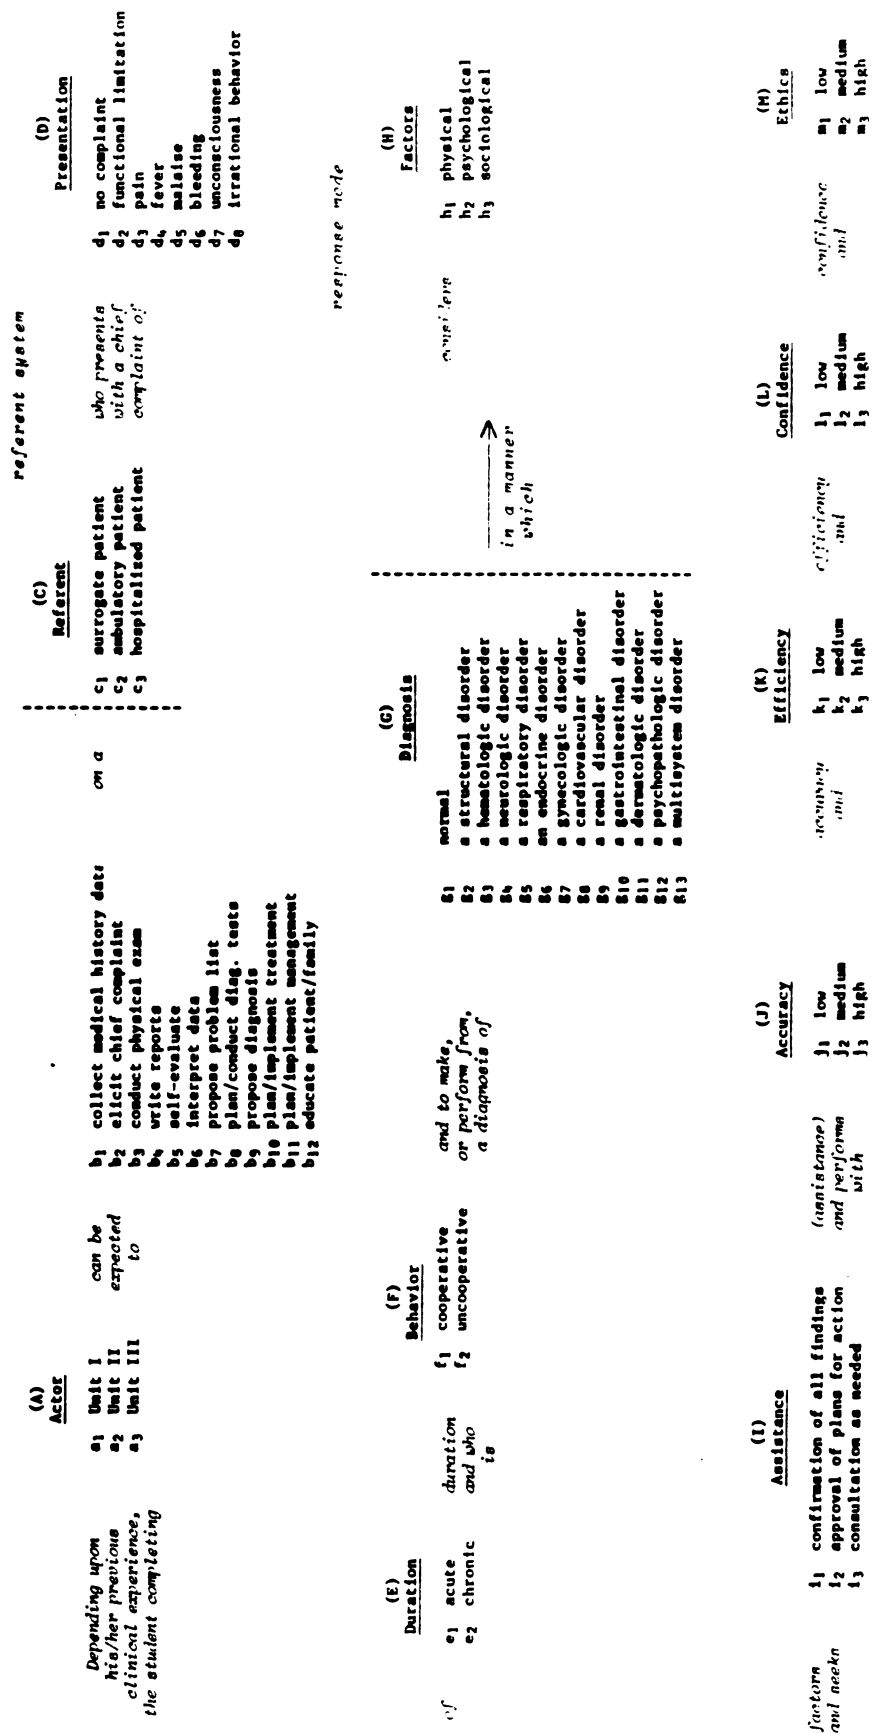 referent system
(A)
Actor
(C)
Referent
(D)
Presentation
Depending upon
his/her previous
clinical experience,
the student completing
a1 Unit I
a2 Unit II
a3 Unit III
can be
expected
to
b1 collect medical history data
b2 elicit chief complaint
b3 conduct physical exam
b4 write reports
b5 self-evaluate
b6 interpret data
b7 propose problem list
b8 plan/conduct diag. tests
b9 propose diagnosis
b10 plan/implement treatment
b11 plan/implement management
b12 educate patient/family
on a
c1 surrogate patient
c2 ambulatory patient
c3 hospitalized patient
who presents
with a chief
complaint of
d1 no complaint
d2 functional limitation
d3 pain
d4 fever
d5 malaise
d6 bleeding
d7 unconsciousness
d8 irrational behavior
response mode
(E)
Duration
(F)
Behavior
(G)
Diagnosis
(H)
Factors
of
e1 acute
e2 chronic
duration
and who
is
f1 cooperative
f2 uncooperative
and to make,
or perform from,
a diagnosis of
g1 normal
g2 a structural disorder
g3 a hematologic disorder
g4 a neurologic disorder
g5 a respiratory disorder
g6 an endocrine disorder
g7 a gynecologic disorder
g8 a cardiovascular disorder
g9 a renal disorder
g10 a gastrointestinal disorder
g11 a dermatologic disorder
g12 a psychopathologic disorder
g13 a multisystem disorder
in a manner
which
considers
h1 physical
h2 psychological
h3 sociological
(I)
Assistance
(J)
Accuracy
(K)
Efficiency
(L)
Confidence
(M)
Ethics
factors
and needs
i1 confirmation of all findings
i2 approval of plans for action
i3 consultation as needed
(assistance)
and performs
with
j1 low
j2 medium
j3 high
accuracy
and
k1 low
k2 medium
k3 high
efficiency
and
l1 low
l2 medium
l3 high
confidence
and
m1 low
m2 medium
m3 high